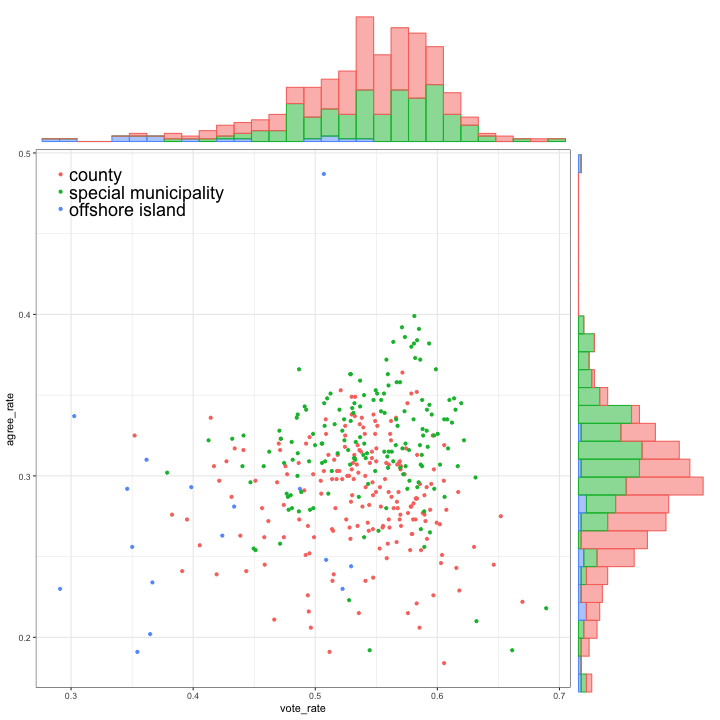 0.5
county
special municipality
offshore island
0.4
agree_rate
0.3
0.2
0.3 0.4 0.5 0.6 0.7
vote_rate